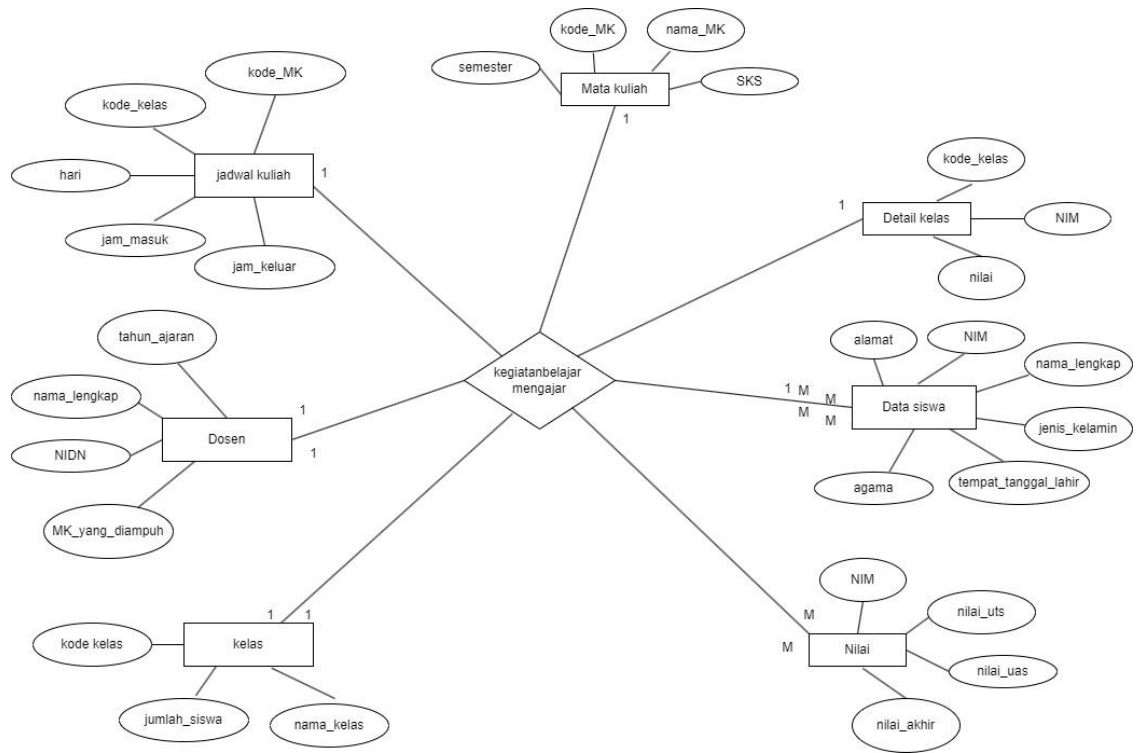 kode_MK
nama_MK
semester
SKS
Mata kuliah
1
kode_MK
kode_kelas
hari
jadwal kuliah
1
jam_masuk
jam_keluar
kode_kelas
1
Detail kelas
NIM
nilai
tahun_ajaran
nama_lengkap
NIDN
Dosen
1
1
MK_yang_diampuh
kegiatanbelajar
mengajar
alamat
NIM
nama_lengkap
1 M M
M M
Data siswa
jenis_kelamin
agama
tempat_tanggal_lahir
1 1
kode kelas
kelas
jumlah_siswa
nama_kelas
NIM
M
M
Nilai
nilai_uts
nilai_uas
nilai_akhir